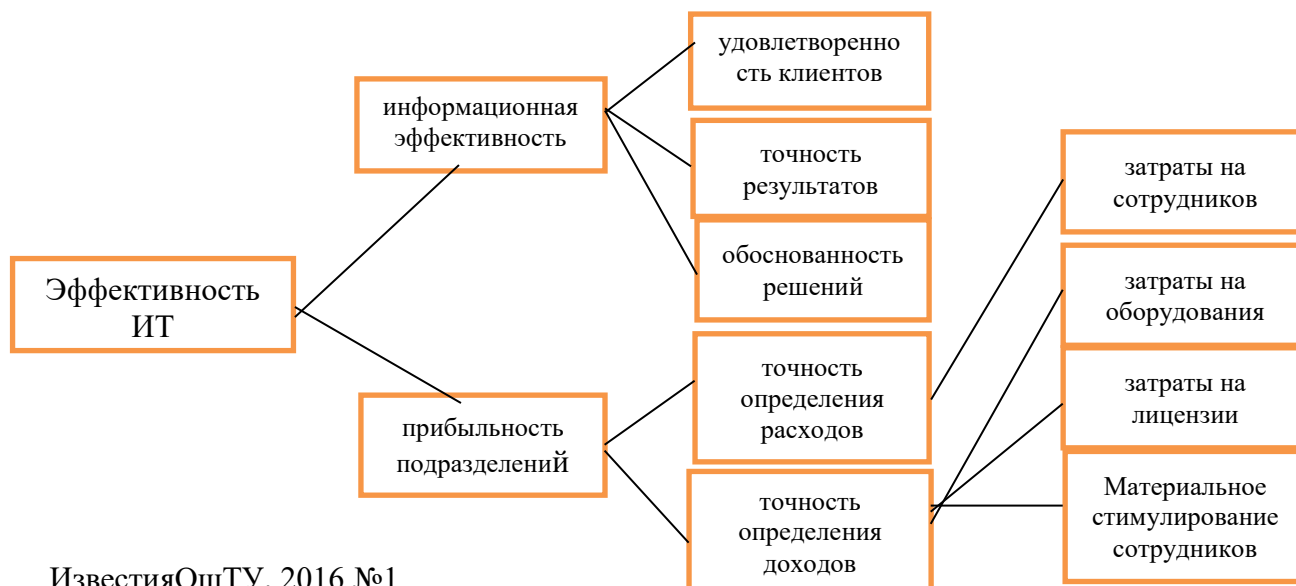 удовлетворенно
сть клиентов
информационная
эффективность
точность
результатов
затраты на
сотрудников
обоснованность
решений
Эффективность
ИТ
затраты на
оборудования
точность
определения
расходов
затраты на
лицензии
прибыльность
подразделений
точность
определения
доходов
Материальное
стимулирование
сотрудников
ИзвестияОшТУ, 2016 №1